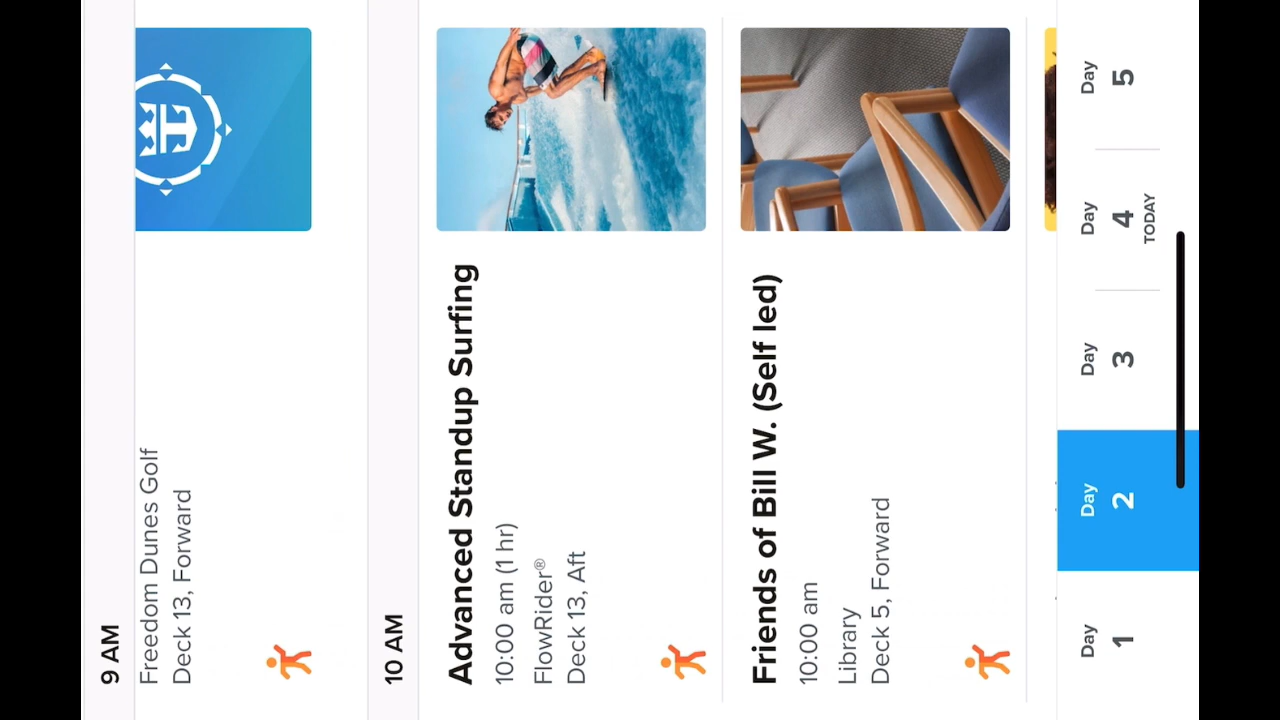 9 AM
Freedom Dunes Golf
Deck 13, Forward
10 AM
Advanced Standup Surfing
10:00 am (1 hr)
FlowRider®
Deck 13, Aft
Friends of Bill W. (Self led)
10:00 am
Library
Deck 5, Forward
Day
1
Day
2
Day
3
Day
4
TODAY
Day
5